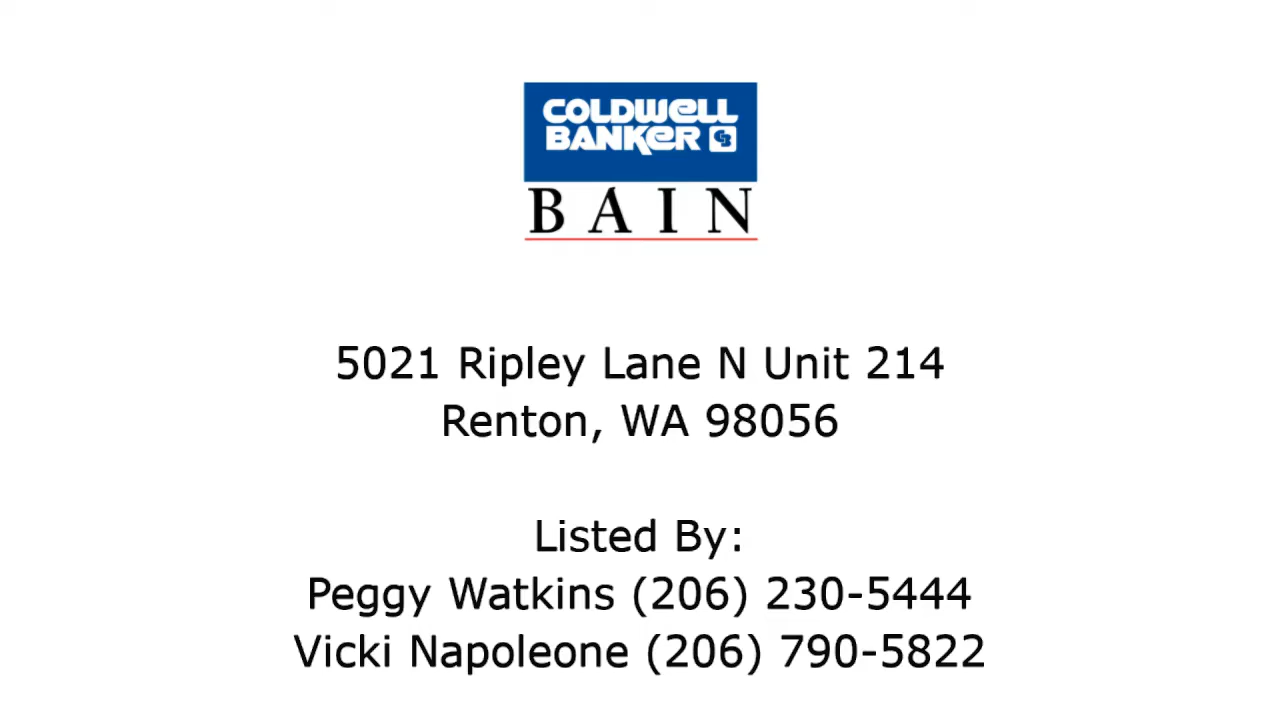 COLDWELL
BANKER CB
BAIN
5021 Ripley Lane N Unit 214
Renton, WA 98056
Listed By:
Peggy Watkins (206) 230-5444
Vicki Napoleone (206) 790-5822